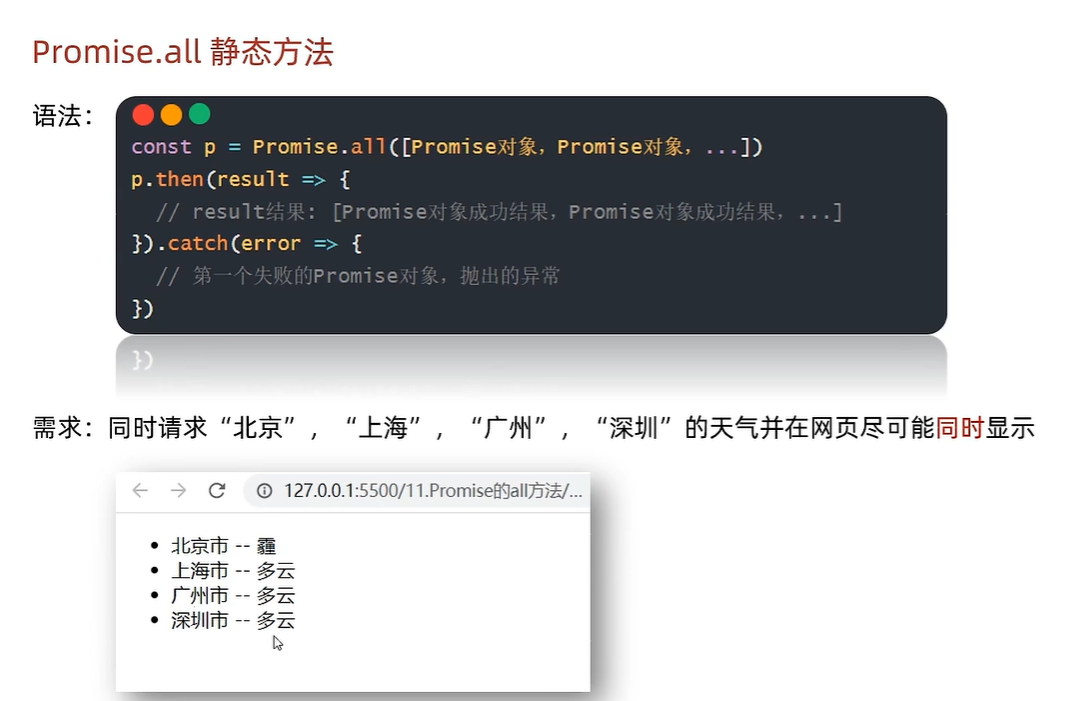 Promise.all 静态方法
语法：
const p = Promise.all([Promise对象，Promise对象，...])
p.then(result => {
// result结果: [Promise对象成功结果，Promise对象成功结果，...]
}).catch(error => {
// 第一个失败的Promise对象，抛出的异常
})
})
需求：同时请求“北京”，“上海”，“广州”，“深圳”的天气并在网页尽可能同时显示
127.0.0.1:5500/11.Promise的all方法/...
北京市 -- 霾
上海市 -- 多云
广州市 -- 多云
深圳市 -- 多云